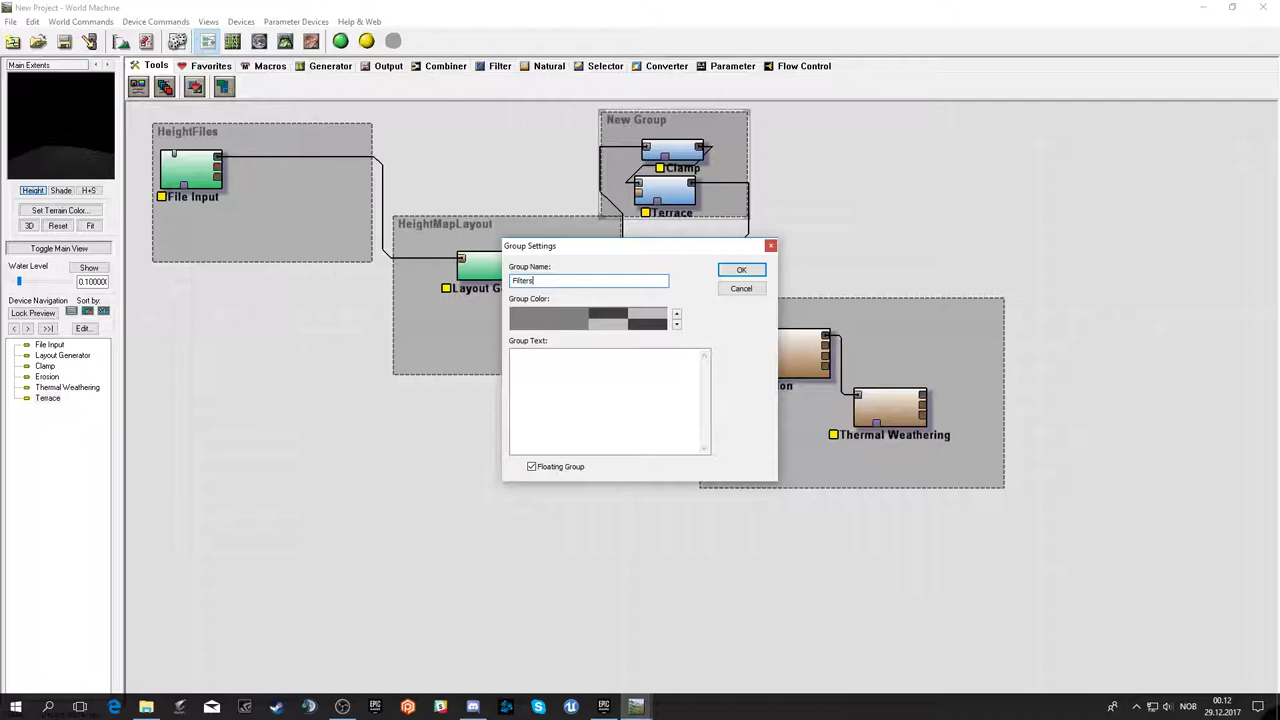 New Project - World Machine
File Edit World Commands Device Commands Views Devices Parameter Devices Help & Web
Main Extents
Tools Favorites Macros Generator Output Combiner Filter Natural Selector Converter Parameter Flow Control
Height Shade H+S
Set Terrain Color...
3D Reset Fit
Toggle Main View
Water Level Show
0.10000
Device Navigation
Lock Preview
< > >>| Edit...
File Input
Layout Generator
Clamp
Erosion
Thermal Weathering
Terrace
HeightFiles
File Input
HeightMapLayout
Layout G
New Group
Clamp
Terrace
on
Thermal Weathering
Group Settings
Group Name:
Filters
OK
Cancel
Group Color:
Group Text:
Floating Group
NOB
00.12
29.12.2017